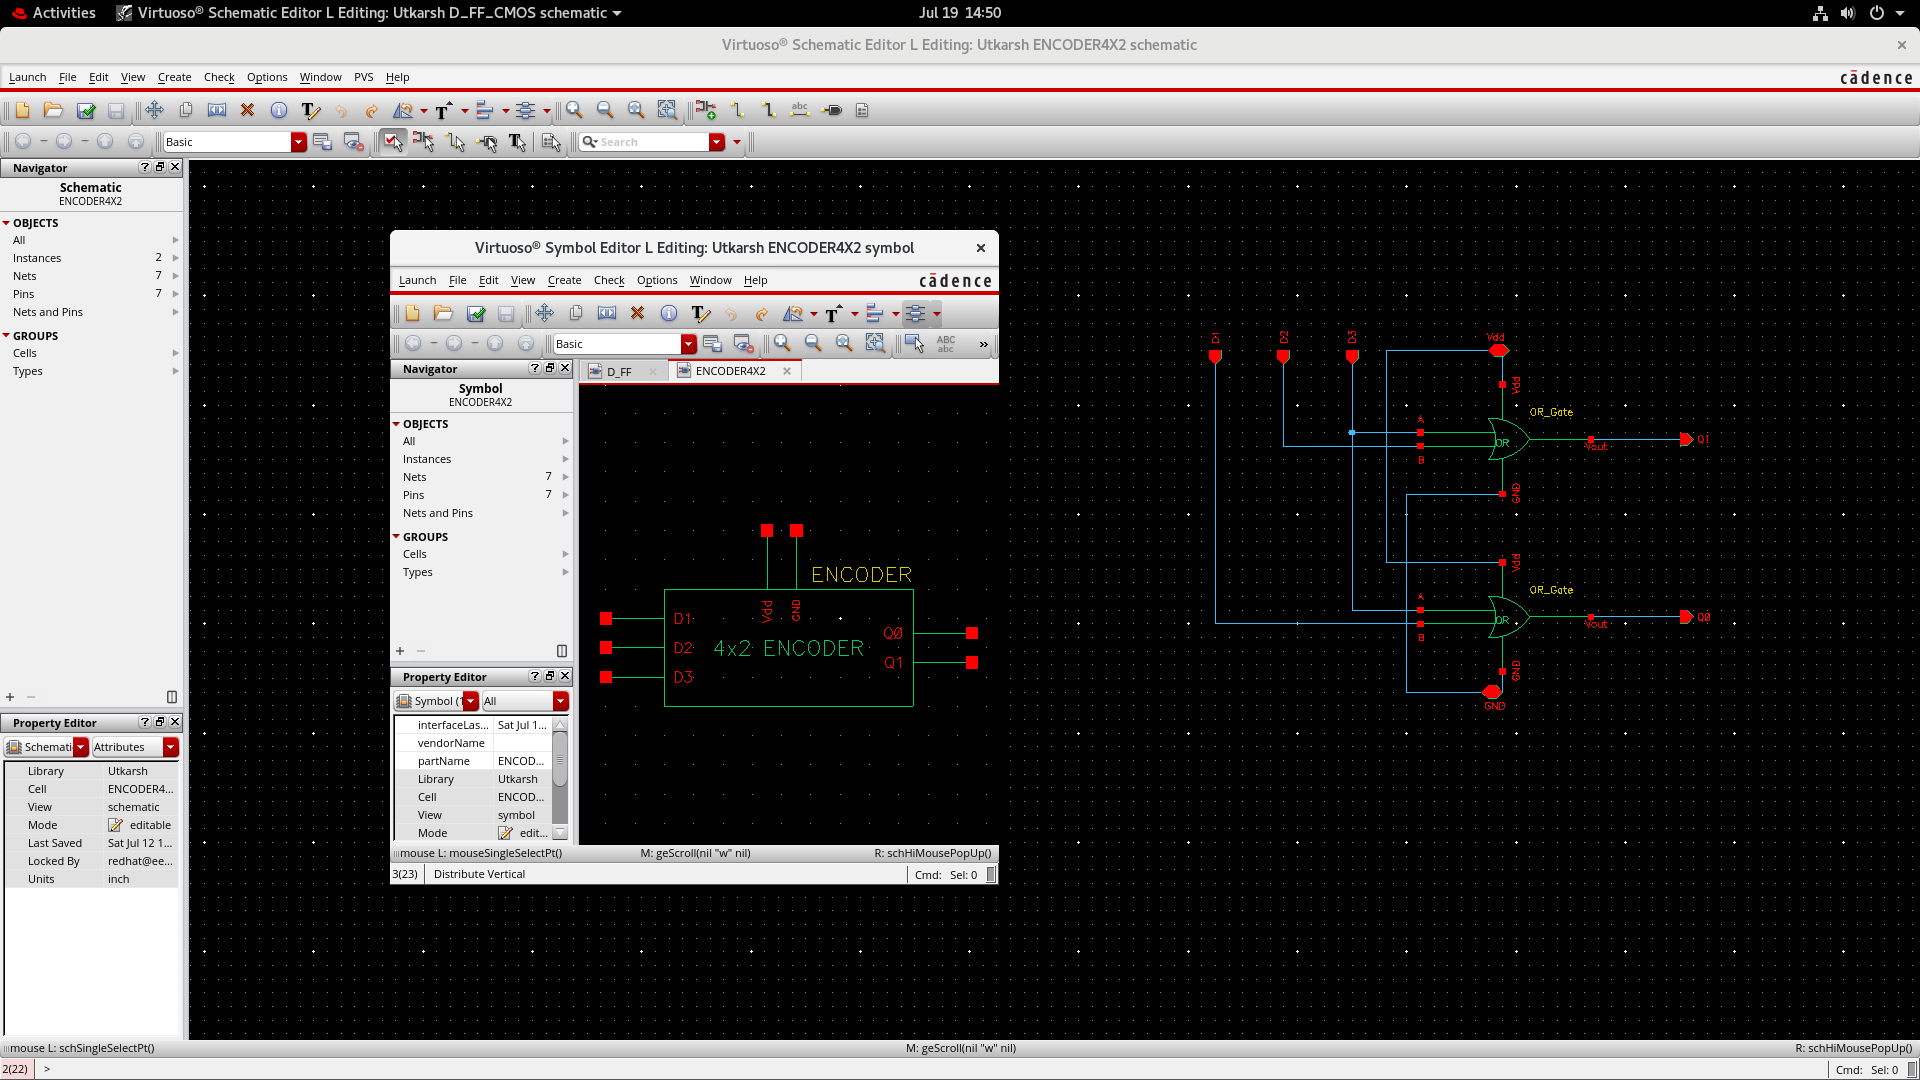 Activities
Virtuoso® Schematic Editor L Editing: Utkarsh D_FF_CMOS schematic
Jul 19 14:50
Virtuoso® Schematic Editor L Editing: Utkarsh ENCODER4X2 schematic
Launch File Edit View Create Check Options Window PVS Help
cādence
abc
Basic
Search
Navigator
Schematic
ENCODER4X2
OBJECTS
All
Instances 2
Nets 7
Pins 7
Nets and Pins
GROUPS
Cells
Types
Property Editor
Schemati Attributes
Library Utkarsh
Cell ENCODER4...
View schematic
Mode editable
Last Saved Sat Jul 12 1...
Locked By redhat@ee...
Units inch
Virtuoso® Symbol Editor L Editing: Utkarsh ENCODER4X2 symbol
Launch File Edit View Create Check Options Window Help
cādence
Basic
ABC
abc
»
Navigator
D_FF
ENCODER4X2
Symbol
ENCODER4X2
OBJECTS
All
Instances
Nets 7
Pins 7
Nets and Pins
GROUPS
Cells
Types
Property Editor
Symbol (1 All
interfaceLas... Sat Jul 1...
vendorName
partName ENCOD...
Library Utkarsh
Cell ENCOD...
View symbol
Mode edit...
ENCODER
Vdd
GND
D1
D2
D3
4x2 ENCODER
Q0
Q1
mouse L: mouseSingleSelectPt() M: geScroll(nil "w" nil) R: schHiMousePopUp()
3(23) Distribute Vertical Cmd: Sel: 0
D1
D2
D3
Vdd
OR_Gate
A
B
OR
Vout
Q1
GND
Vdd
OR_Gate
A
B
OR
Vout
Q0
GND
GND
mouse L: schSingleSelectPt() M: geScroll(nil "w" nil) R: schHiMousePopUp()
2(22) > Cmd: Sel: 0